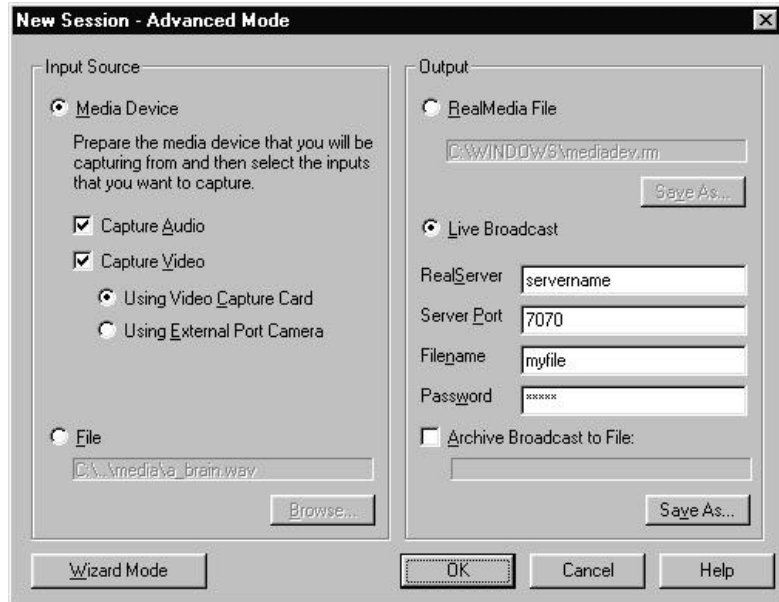 New Session - Advanced Mode
Input Source
Media Device
Prepare the media device that you will be
capturing from and then select the inputs
that you want to capture.
Capture Audio
Capture Video
Using Video Capture Card
Using External Port Camera
File
C:\..\media\a_brain.wav
Browse...
Output
RealMedia File
C:\WINDOWS\mediadev.rm
Save As...
Live Broadcast
RealServer servername
Server Port 7070
Filename myfile
Password *****
Archive Broadcast to File:
Save As...
Wizard Mode OK Cancel Help